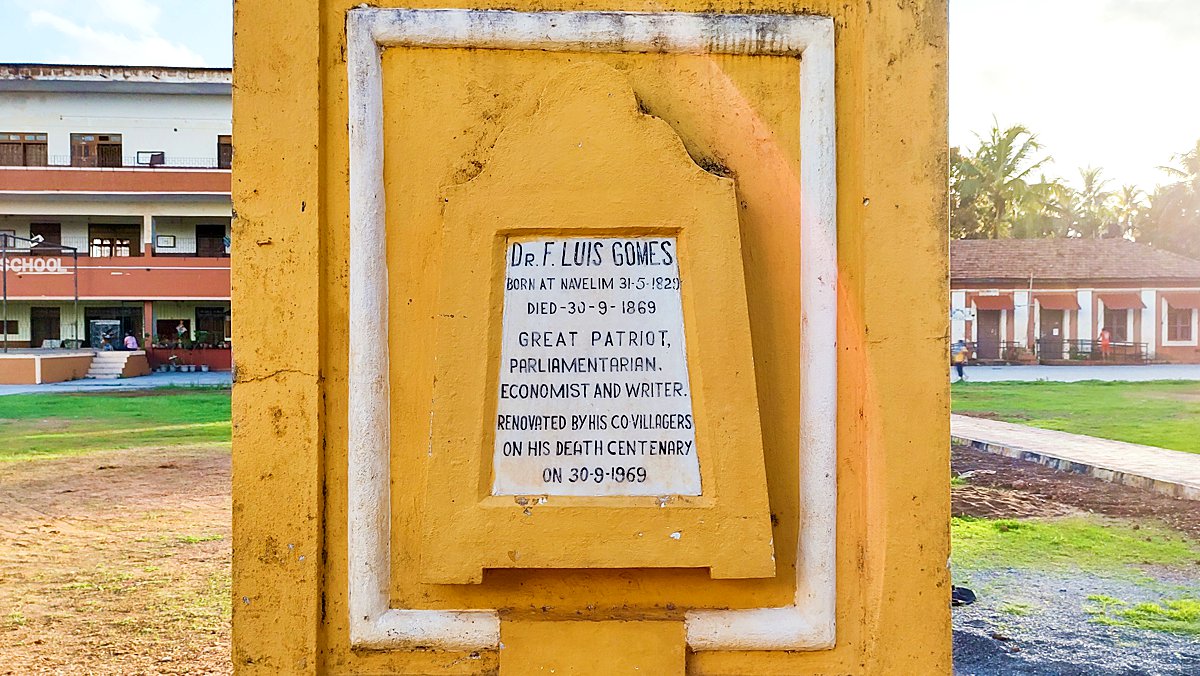 SCHOOL
DR. F. LUIS GOMES
BORN AT NAVELIM 31-5-1829
DIED-30-9-1869
GREAT PATRIOT,
PARLIAMENTARIAN.
ECONOMIST AND WRITER.
RENOVATED BY HIS CO-VILLAGERS
ON HIS DEATH CENTENARY
ON 30-9-1969